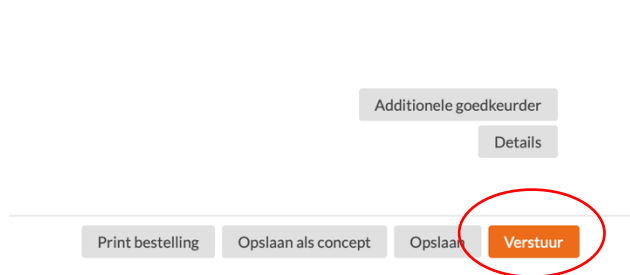 Additionele goedkeurder
Details
Print bestelling Opslaan als concept Opslaan Verstuur